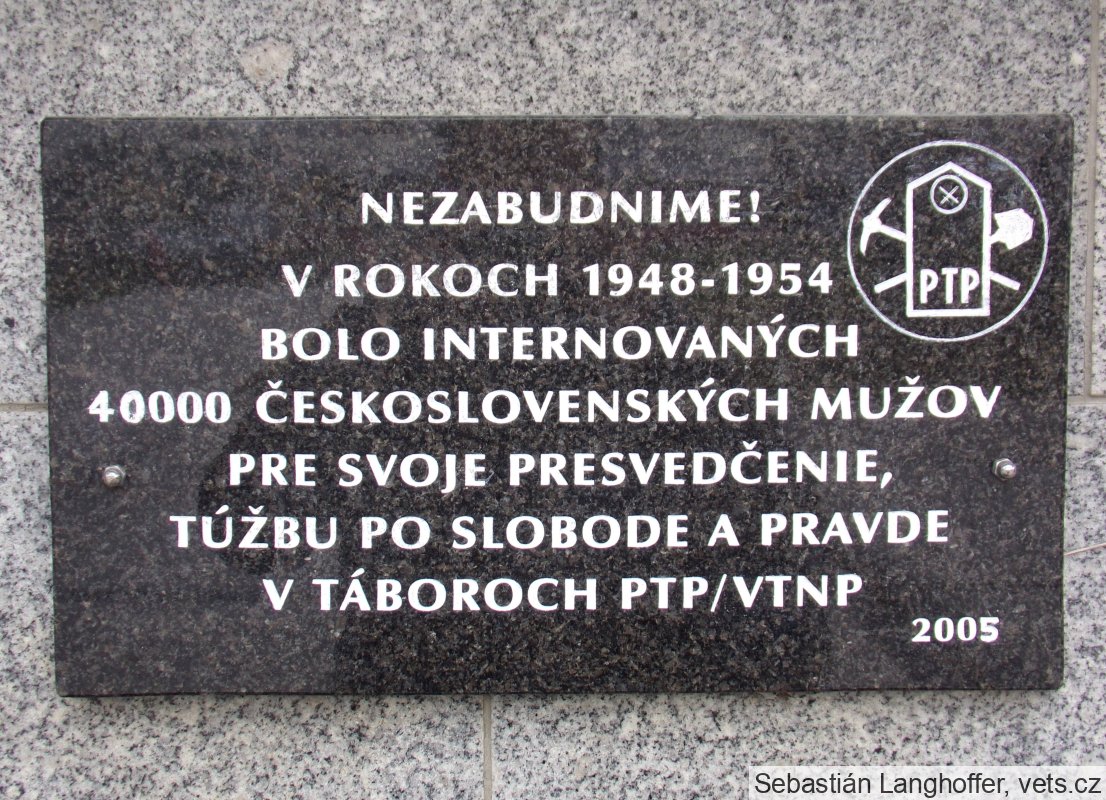 NEZABUDNIME!
V ROKOCH 1948-1954
BOLO INTERNOVANÝCH
40000 ČESKOSLOVENSKÝCH MUŽOV
PRE SVOJE PRESVEDČENIE,
TÚŽBU PO SLOBODE A PRAVDE
V TÁBOROCH PTP/VTNP
2005
PTP
Sebastián Langhoffer, vets.cz